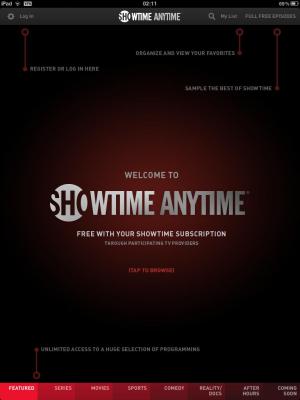 iPad VPN 02:11 69%
Log in SHOWTIME ANYTIME My List FULL FREE EPISODES
ORGANIZE AND VIEW YOUR FAVORITES
REGISTER OR LOG IN HERE
SAMPLE THE BEST OF SHOWTIME
WELCOME TO
SHOWTIME ANYTIME®
FREE WITH YOUR SHOWTIME SUBSCRIPTION
THROUGH PARTICIPATING TV PROVIDERS
(TAP TO BROWSE)
UNLIMITED ACCESS TO A HUGE SELECTION OF PROGRAMMING
FEATURED SERIES MOVIES SPORTS COMEDY REALITY/ AFTER COMING
DOCS HOURS SOON